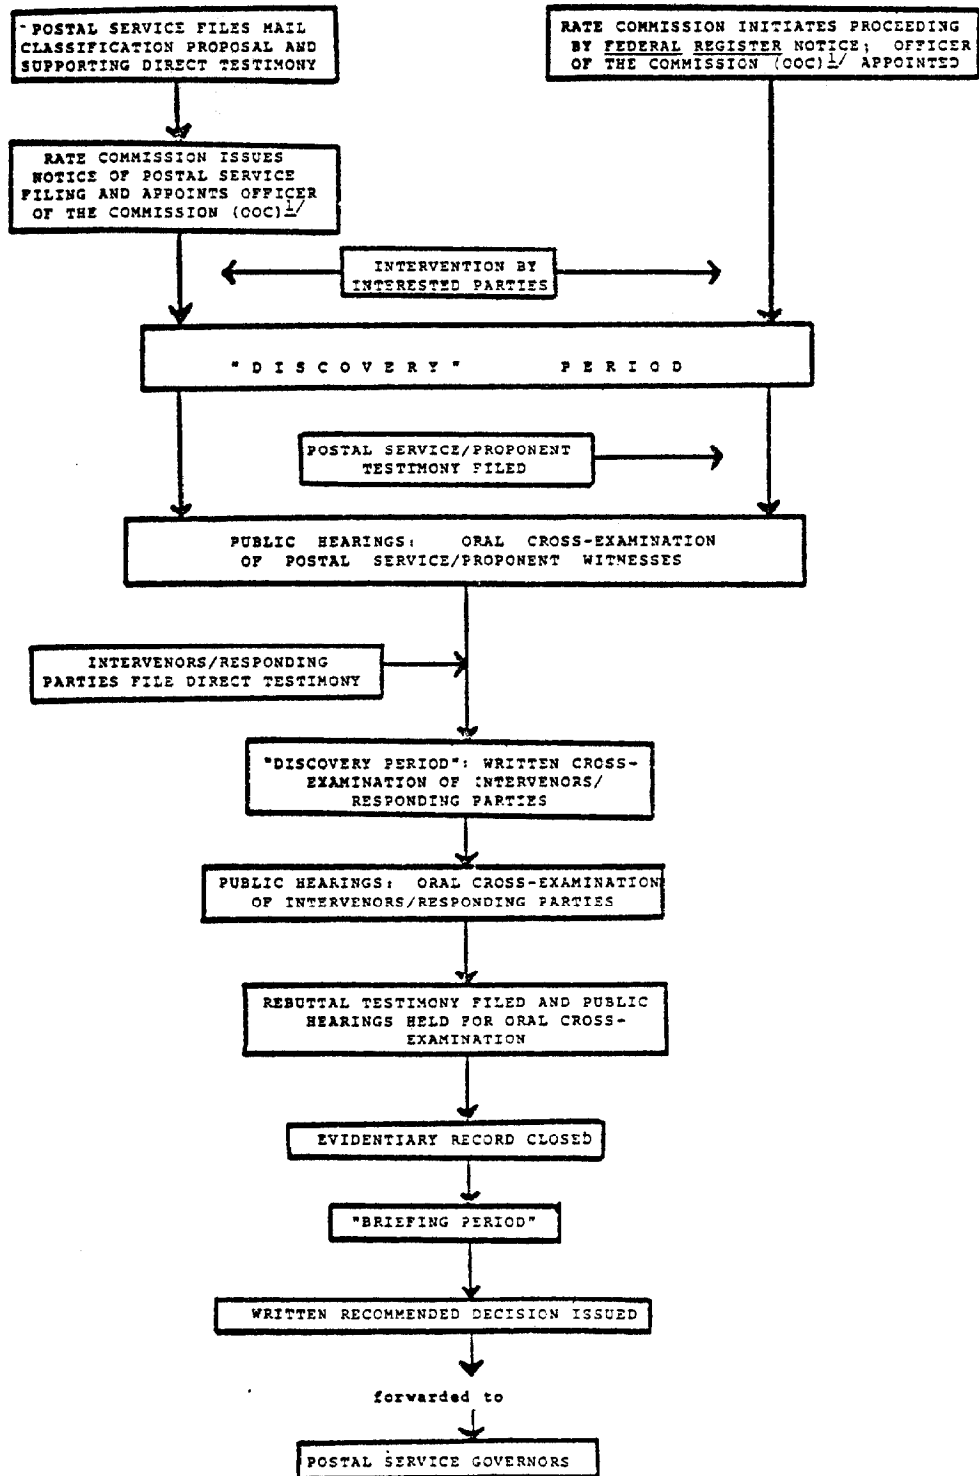 POSTAL SERVICE FILES MAIL
CLASSIFICATION PROPOSAL AND
SUPPORTING DIRECT TESTIMONY
RATE COMMISSION INITIATES PROCEEDING
BY FEDERAL REGISTER NOTICE; OFFICER
OF THE COMMISSION (OOC)1/ APPOINTED
RATE COMMISSION ISSUES
NOTICE OF POSTAL SERVICE
FILING AND APPOINTS OFFICER
OF THE COMMISSION (OOC)1/
INTERVENTION BY
INTERESTED PARTIES
"DISCOVERY" PERIOD
POSTAL SERVICE/PROPONENT
TESTIMONY FILED
PUBLIC HEARINGS: ORAL CROSS-EXAMINATION
OF POSTAL SERVICE/PROPONENT WITNESSES
INTERVENORS/RESPONDING
PARTIES FILE DIRECT TESTIMONY
"DISCOVERY PERIOD": WRITTEN CROSS-
EXAMINATION OF INTERVENORS/
RESPONDING PARTIES
PUBLIC HEARINGS: ORAL CROSS-EXAMINATION
OF INTERVENORS/RESPONDING PARTIES
REBUTTAL TESTIMONY FILED AND PUBLIC
HEARINGS HELD FOR ORAL CROSS-
EXAMINATION
EVIDENTIARY RECORD CLOSED
"BRIEFING PERIOD"
WRITTEN RECOMMENDED DECISION ISSUED
forwarded to
POSTAL SERVICE GOVERNORS